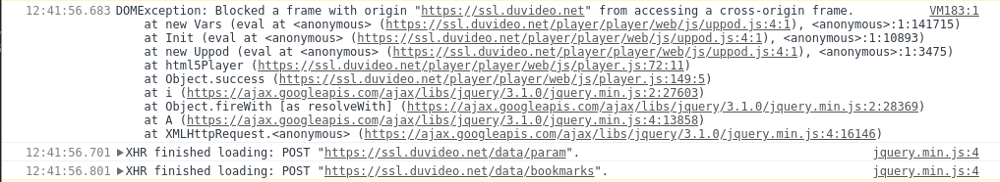 12:41:56.683 DOMException: Blocked a frame with origin "https://ssl.duvideo.net" from accessing a cross-origin frame. VM183:1
at new Vars (eval at <anonymous> (https://ssl.duvideo.net/player/player/web/js/uppod.js:4:1), <anonymous>:1:141715)
at Init (eval at <anonymous> (https://ssl.duvideo.net/player/player/web/js/uppod.js:4:1), <anonymous>:1:10893)
at new Uppod (eval at <anonymous> (https://ssl.duvideo.net/player/player/web/js/uppod.js:4:1), <anonymous>:1:3475)
at html5Player (https://ssl.duvideo.net/player/player/web/js/player.js:72:11)
at Object.success (https://ssl.duvideo.net/player/player/web/js/player.js:149:5)
at i (https://ajax.googleapis.com/ajax/libs/jquery/3.1.0/jquery.min.js:2:27603)
at Object.fireWith [as resolveWith] (https://ajax.googleapis.com/ajax/libs/jquery/3.1.0/jquery.min.js:2:28369)
at A (https://ajax.googleapis.com/ajax/libs/jquery/3.1.0/jquery.min.js:4:13858)
at XMLHttpRequest.<anonymous> (https://ajax.googleapis.com/ajax/libs/jquery/3.1.0/jquery.min.js:4:16146)
12:41:56.701 ▶XHR finished loading: POST "https://ssl.duvideo.net/data/param". jquery.min.js:4
12:41:56.801 ▶XHR finished loading: POST "https://ssl.duvideo.net/data/bookmarks". jquery.min.js:4